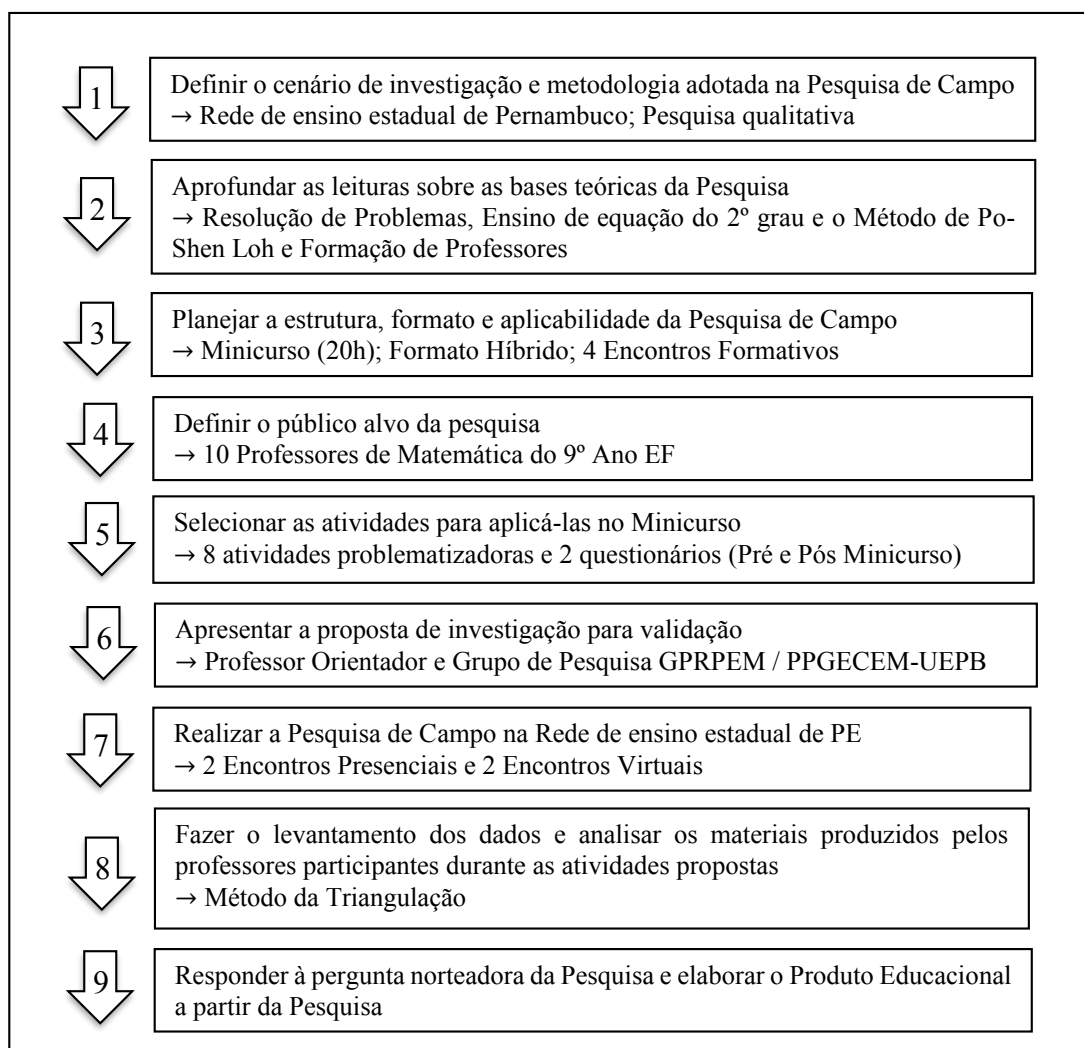 1
Definir o cenário de investigação e metodologia adotada na Pesquisa de Campo
→ Rede de ensino estadual de Pernambuco; Pesquisa qualitativa
2
Aprofundar as leituras sobre as bases teóricas da Pesquisa
→ Resolução de Problemas, Ensino de equação do 2º grau e o Método de Po-
Shen Loh e Formação de Professores
3
Planejar a estrutura, formato e aplicabilidade da Pesquisa de Campo
→ Minicurso (20h); Formato Híbrido; 4 Encontros Formativos
4
Definir o público alvo da pesquisa
→ 10 Professores de Matemática do 9º Ano EF
5
Selecionar as atividades para aplicá-las no Minicurso
→ 8 atividades problematizadoras e 2 questionários (Pré e Pós Minicurso)
6
Apresentar a proposta de investigação para validação
→ Professor Orientador e Grupo de Pesquisa GPRPEM / PPGECEM-UEPB
7
Realizar a Pesquisa de Campo na Rede de ensino estadual de PE
→ 2 Encontros Presenciais e 2 Encontros Virtuais
8
Fazer o levantamento dos dados e analisar os materiais produzidos pelos
professores participantes durante as atividades propostas
→ Método da Triangulação
9
Responder à pergunta norteadora da Pesquisa e elaborar o Produto Educacional
a partir da Pesquisa